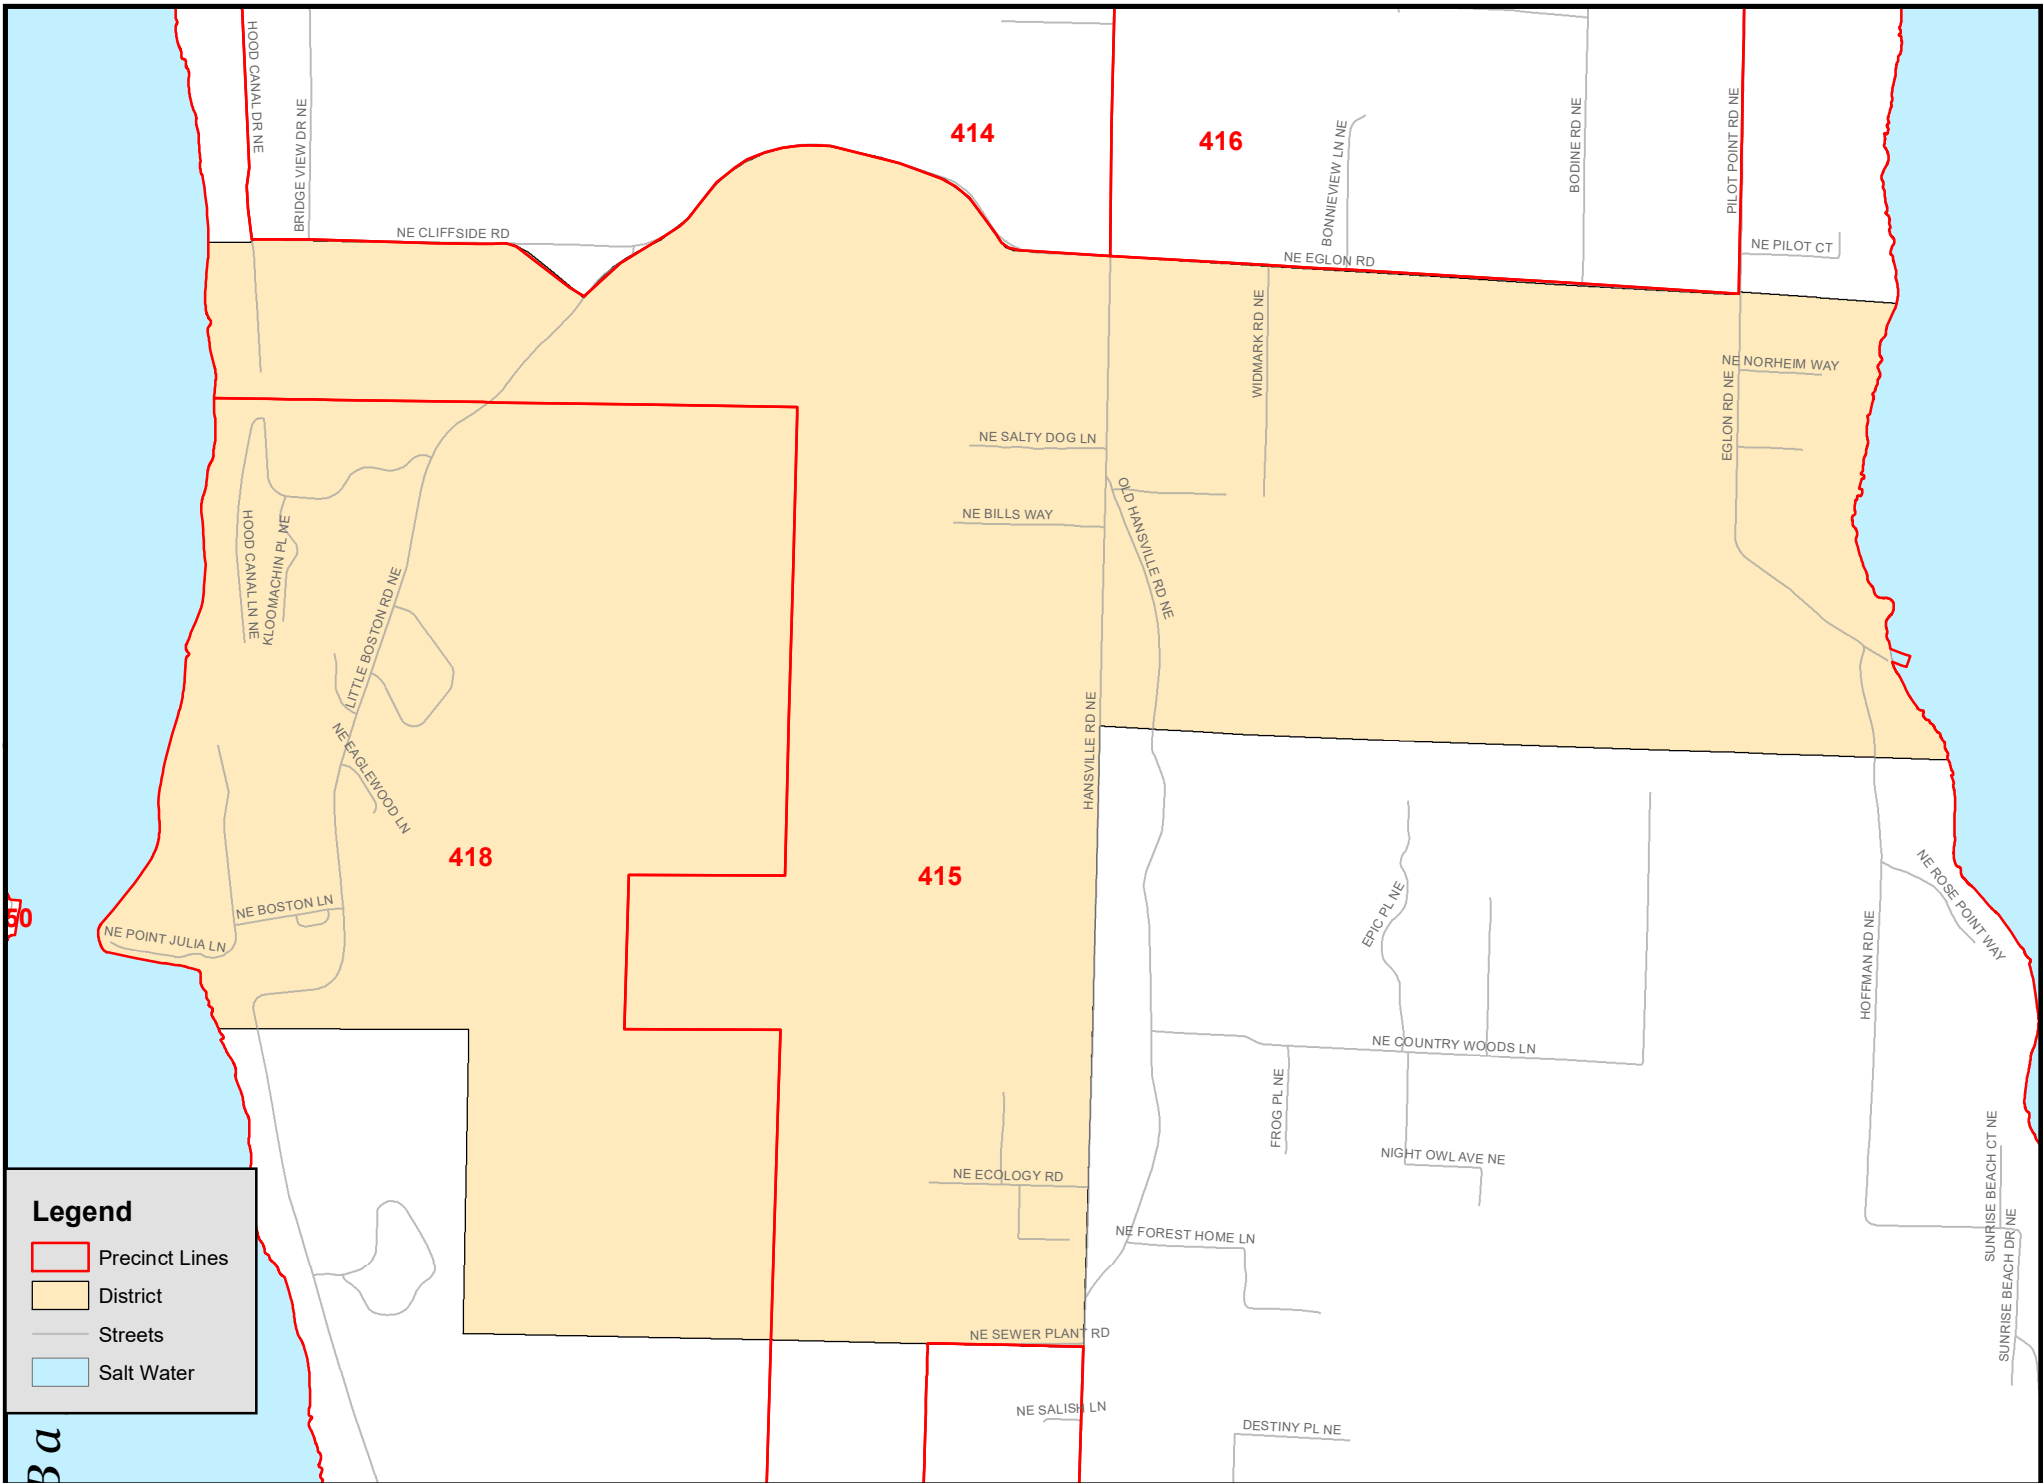 HOOD CANAL DR NE
BRIDGE VIEW DR NE
NE CLIFFSIDE RD
414
416
BONNIEVIEW LN NE
BODINE RD NE
PILOT POINT RD NE
NE PILOT CT
NE EGLON RD
WIDMARK RD NE
NE NORHEIM WAY
EGLON RD NE
NE SALTY DOG LN
NE BILLS WAY
OLD HANSVILLE RD NE
HOOD CANAL LN NE
KLOOMACHIN PL NE
LITTLE BOSTON RD NE
NE EAGLEWOOD LN
HANSVILLE RD NE
418
415
50
NE BOSTON LN
NE POINT JULIA LN
EPIC PL NE
NE ROSE POINT WAY
HOFFMAN RD NE
NE COUNTRY WOODS LN
FROG PL NE
NIGHT OWL AVE NE
NE ECOLOGY RD
NE FOREST HOME LN
SUNRISE BEACH CT NE
SUNRISE BEACH DR NE
NE SEWER PLANT RD
NE SALISH LN
DESTINY PL NE
Legend
Precinct Lines
District
Streets
Salt Water
Ba